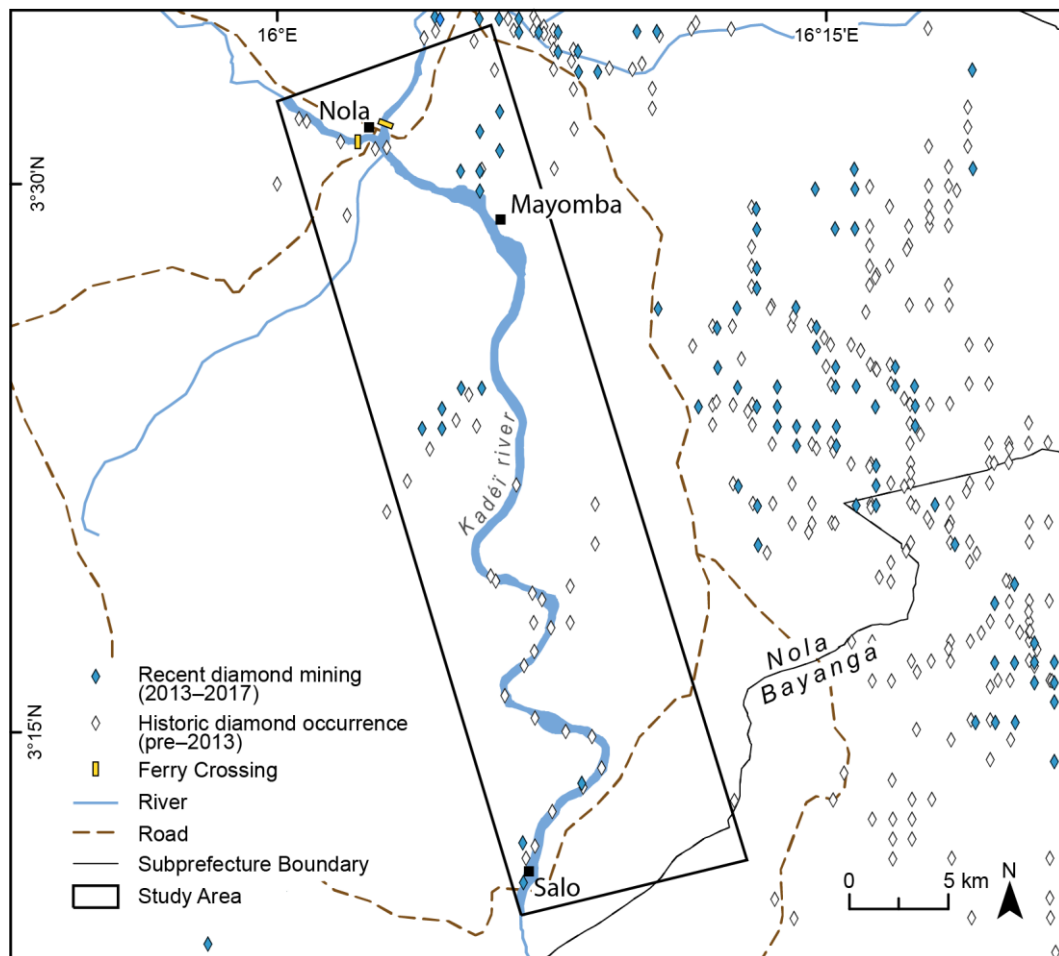 16°E
16°15'E
3°30'N
3°15'N
Nola
Mayomba
Kadéï river
Nola
Bayanga
Salo
Recent diamond mining
(2013–2017)
Historic diamond occurrence
(pre–2013)
Ferry Crossing
River
Road
Subprefecture Boundary
Study Area
0 5 km
N